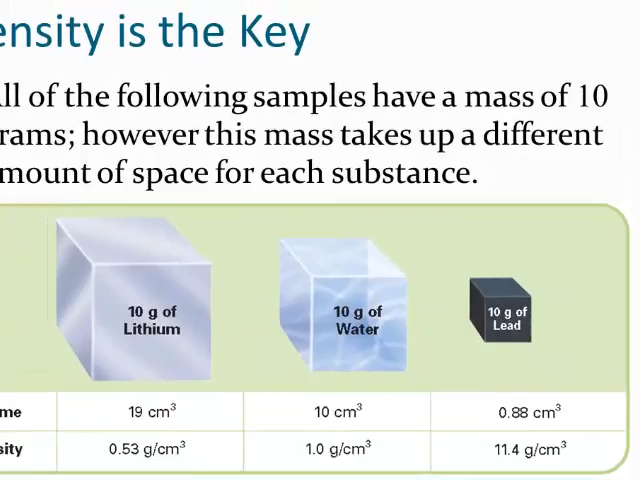 ensity is the Key
All of the following samples have a mass of 10
rams; however this mass takes up a different
mount of space for each substance.
10 g of
Lithium
10 g of
Water
10 g of
Lead
me 19 cm³ 10 cm³ 0.88 cm³
sity 0.53 g/cm³ 1.0 g/cm³ 11.4 g/cm³